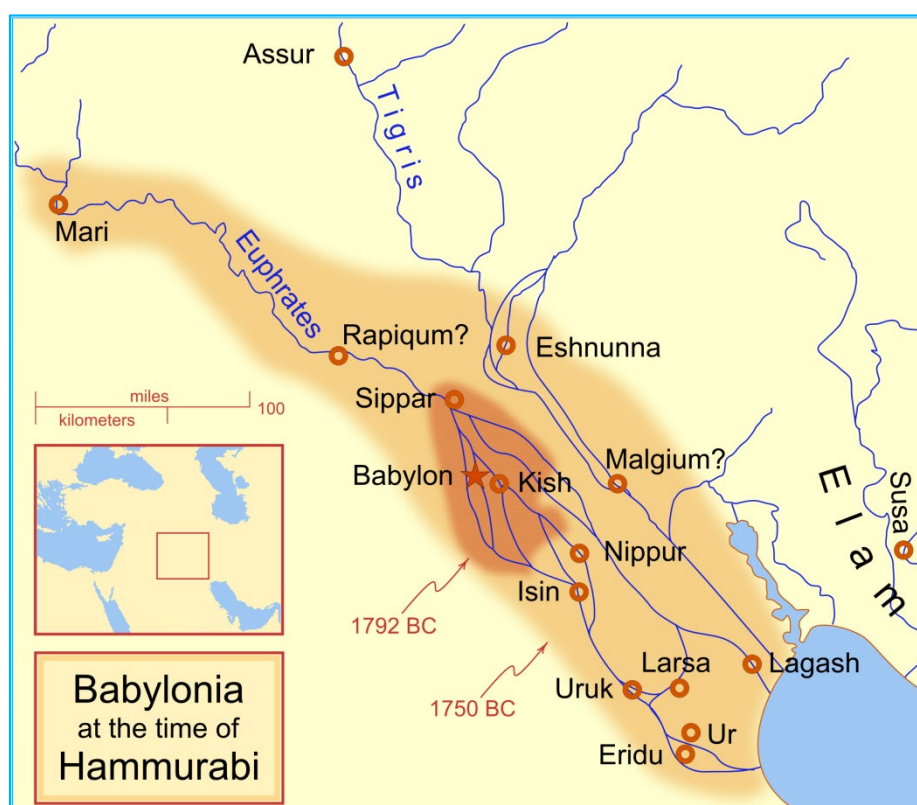 Assur
Tigris
Mari
Euphrates
Rapiqum?
Eshnunna
miles
100
kilometers
Sippar
Babylon
Kish
Malgium?
Elam
Susa
Nippur
Isin
1792 BC
Larsa
Lagash
Uruk
1750 BC
Ur
Eridu
Babylonia
at the time of
Hammurabi